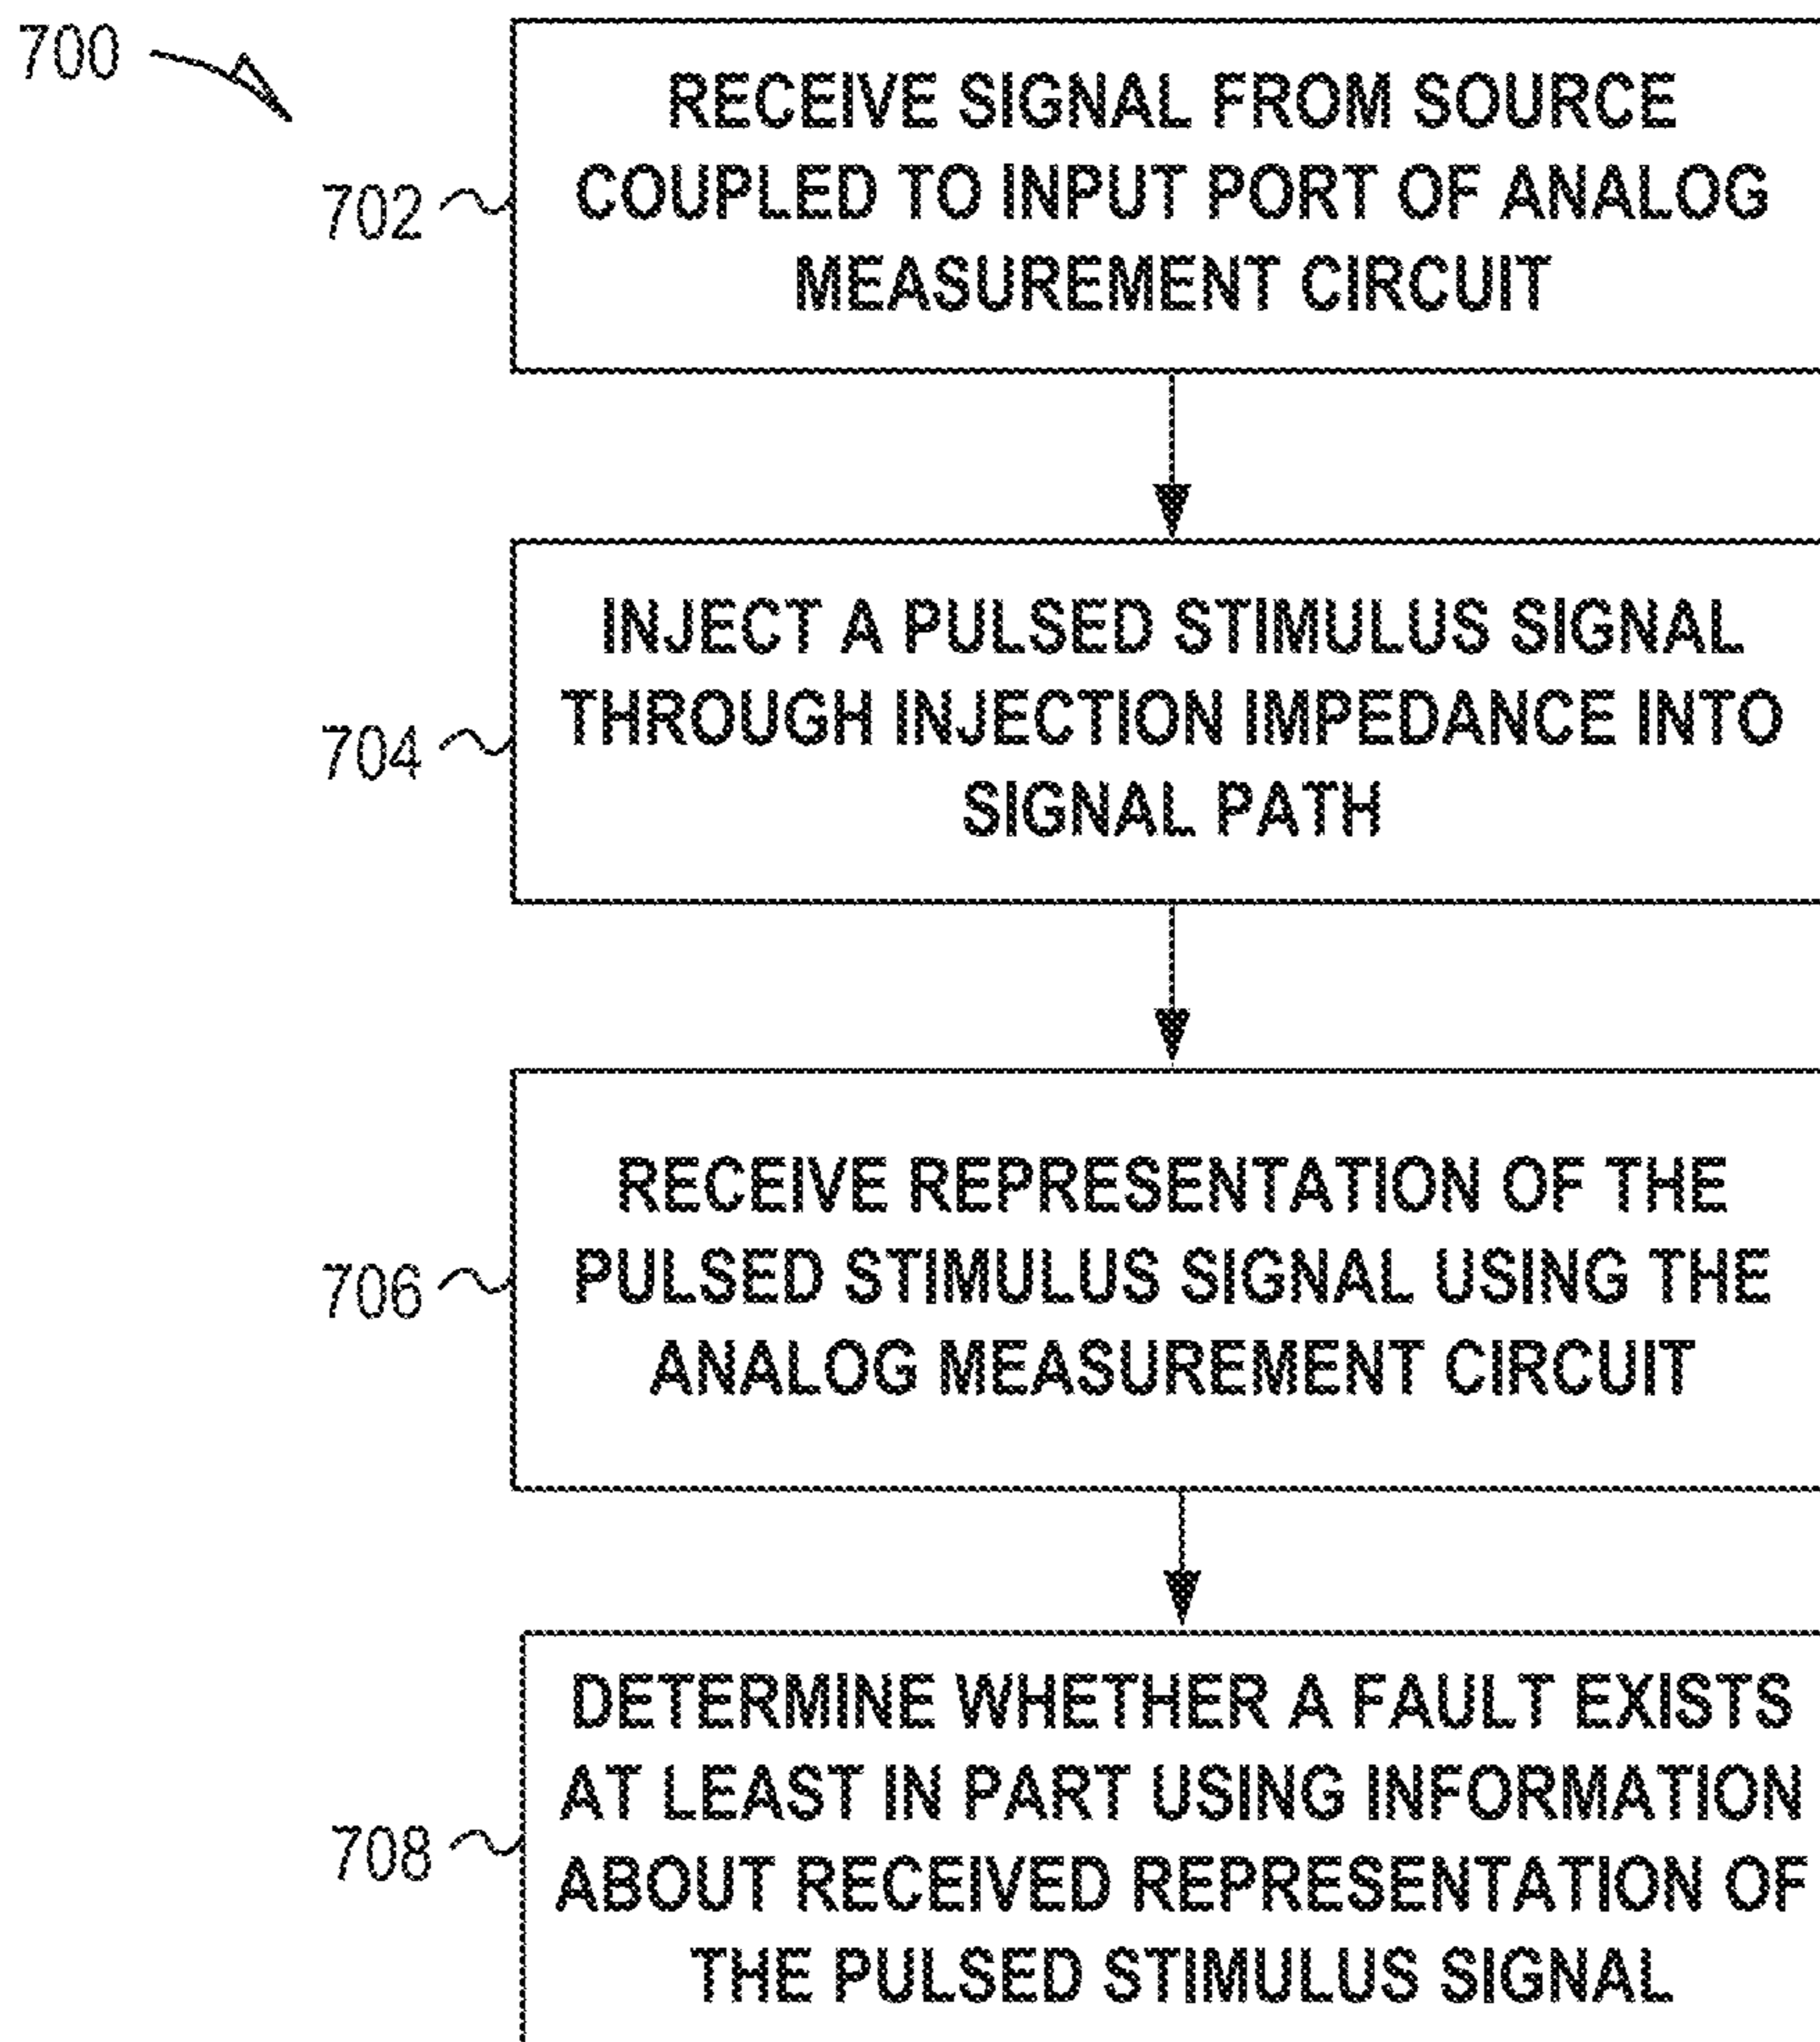 700
RECEIVE SIGNAL FROM SOURCE
COUPLED TO INPUT PORT OF ANALOG
MEASUREMENT CIRCUIT
702
INJECT A PULSED STIMULUS SIGNAL
THROUGH INJECTION IMPEDANCE INTO
SIGNAL PATH
704
RECEIVE REPRESENTATION OF THE
PULSED STIMULUS SIGNAL USING THE
ANALOG MEASUREMENT CIRCUIT
706
DETERMINE WHETHER A FAULT EXISTS
AT LEAST IN PART USING INFORMATION
ABOUT RECEIVED REPRESENTATION OF
THE PULSED STIMULUS SIGNAL
708